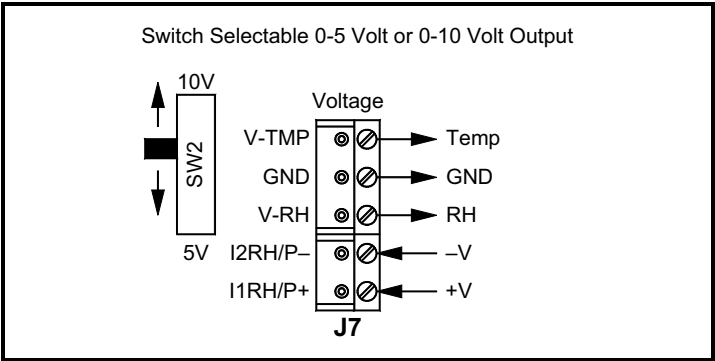 Switch Selectable 0-5 Volt or 0-10 Volt Output
10V
SW2
5V
Voltage
V-TMP Temp
GND GND
V-RH RH
I2RH/P– –V
I1RH/P+ +V
J7